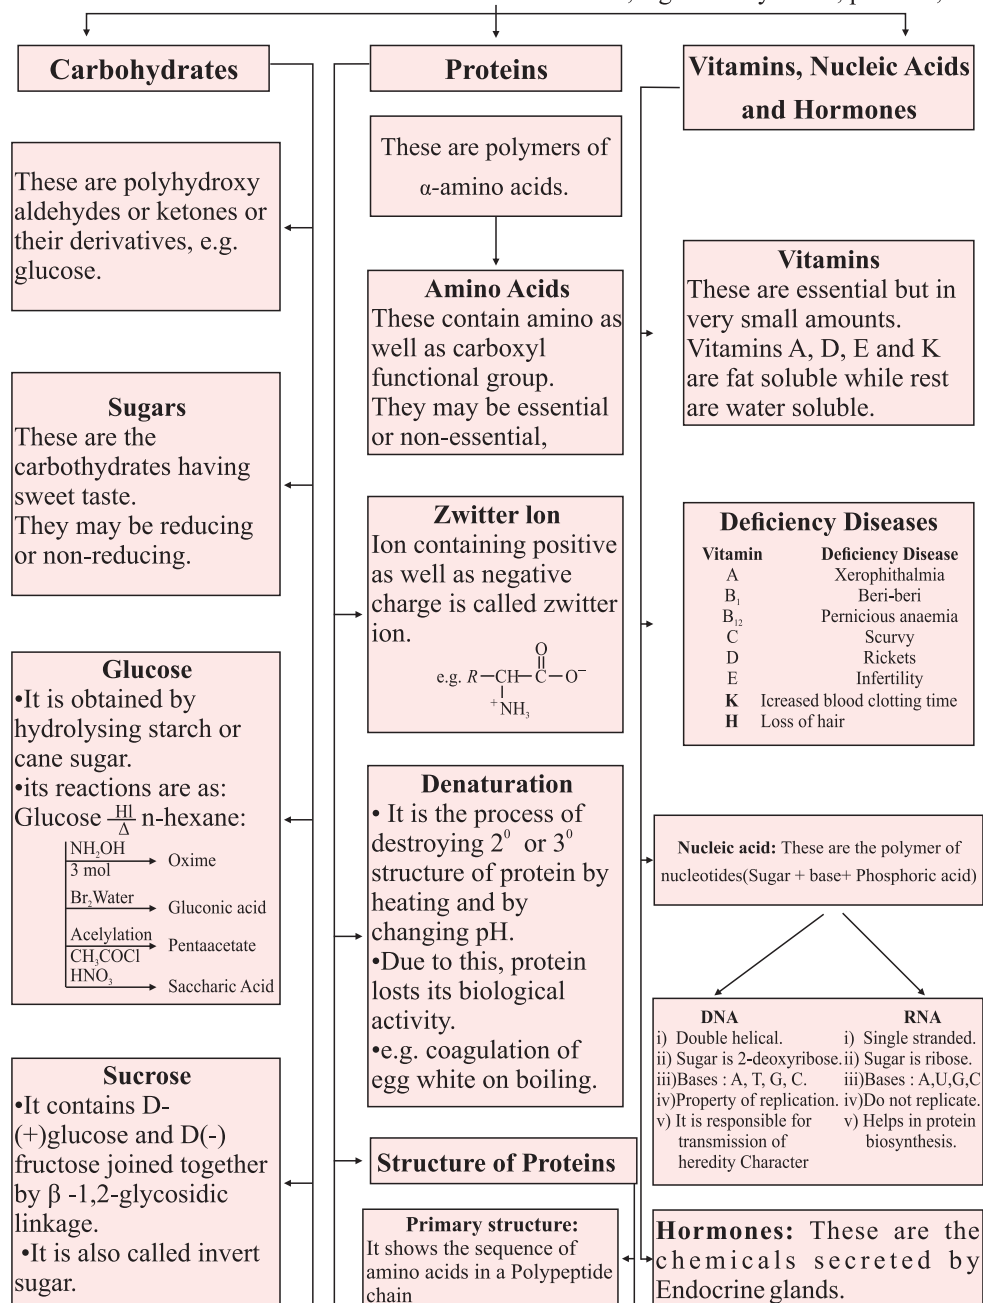 Carbohydrates
These are polyhydroxy
aldehydes or ketones or
their derivatives, e.g.
glucose.
Sugars
These are the
carbothydrates having
sweet taste.
They may be reducing
or non-reducing.
Glucose
•It is obtained by
hydrolysing starch or
cane sugar.
•its reactions are as:
Glucose HI/Δ n-hexane:
NH₂OH
3 mol
Oxime
Br₂Water
Gluconic acid
Acelylation
CH₃COCl
Pentaacetate
HNO₃
Saccharic Acid
Sucrose
•It contains D-
(+)glucose and D(-)
fructose joined together
by β -1,2-glycosidic
linkage.
•It is also called invert
sugar.
Proteins
These are polymers of
α-amino acids.
Amino Acids
These contain amino as
well as carboxyl
functional group.
They may be essential
or non-essential,
Zwitter lon
Ion containing positive
as well as negative
charge is called zwitter
ion.
O
e.g. R—CH—C—O⁻
⁺NH₃
Denaturation
• It is the process of
destroying 2⁰ or 3⁰
structure of protein by
heating and by
changing pH.
•Due to this, protein
losts its biological
activity.
•e.g. coagulation of
egg white on boiling.
Structure of Proteins
Primary structure:
It shows the sequence of
amino acids in a Polypeptide
chain
Vitamins, Nucleic Acids
and Hormones
Vitamins
These are essential but in
very small amounts.
Vitamins A, D, E and K
are fat soluble while rest
are water soluble.
Deficiency Diseases
Vitamin Deficiency Disease
A Xerophithalmia
B₁ Beri-beri
B₁₂ Pernicious anaemia
C Scurvy
D Rickets
E Infertility
K Icreased blood clotting time
H Loss of hair
Nucleic acid: These are the polymer of
nucleotides(Sugar + base+ Phosphoric acid)
DNA
i) Double helical.
ii) Sugar is 2-deoxyribose.
iii)Bases : A, T, G, C.
iv)Property of replication.
v) It is responsible for
transmission of
heredity Character
RNA
i) Single stranded.
ii) Sugar is ribose.
iii)Bases : A,U,G,C
iv)Do not replicate.
v) Helps in protein
biosynthesis.
Hormones: These are the
chemicals secreted by
Endocrine glands.